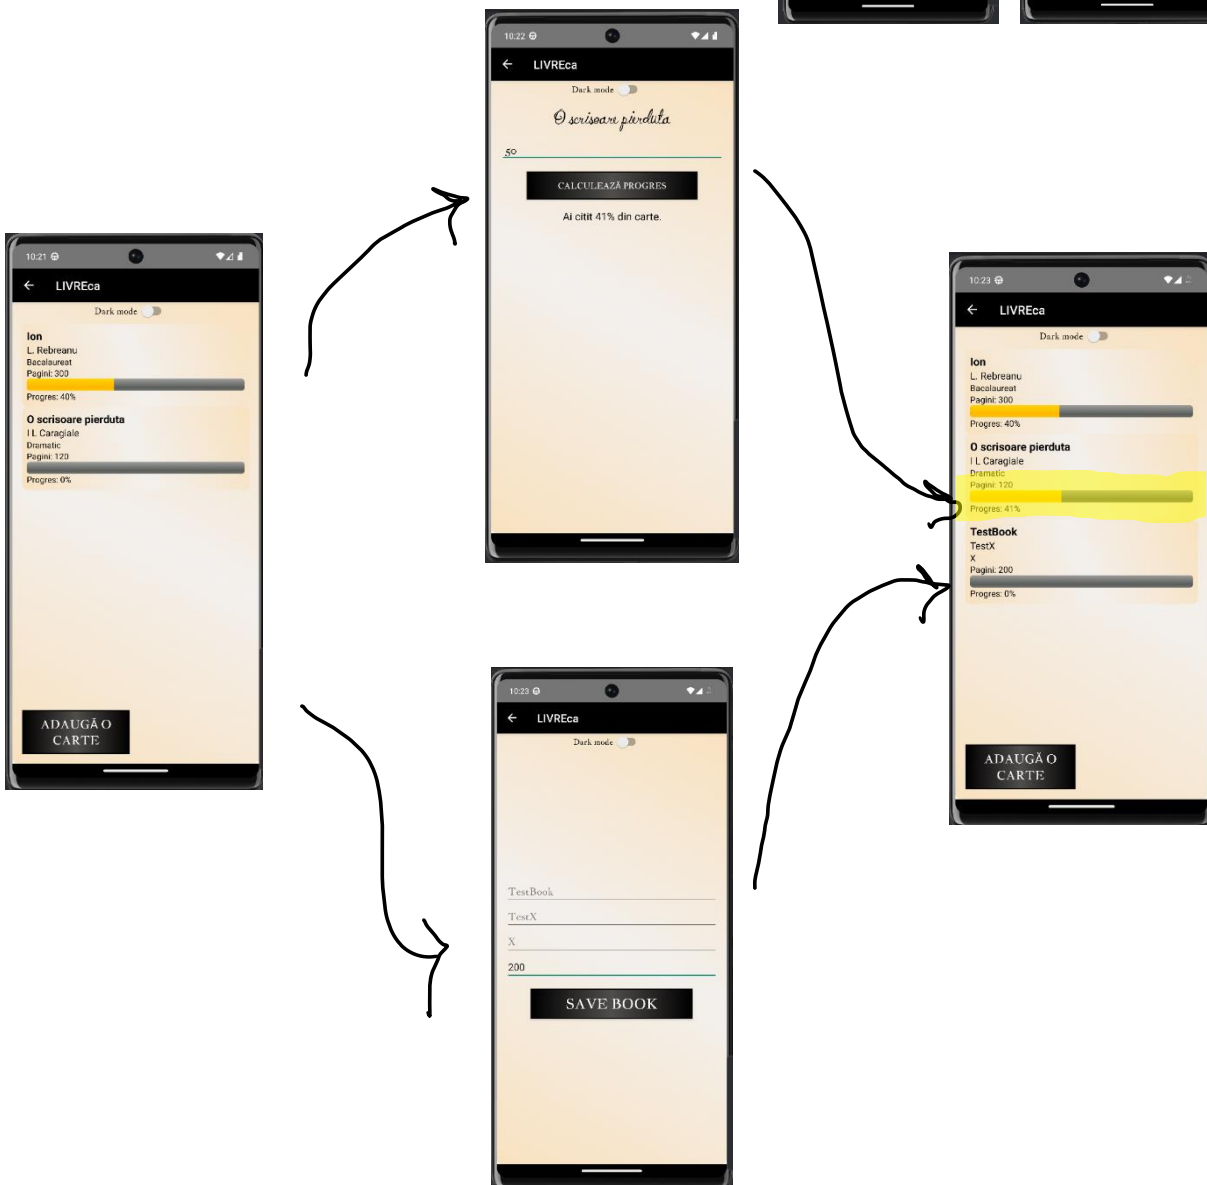 10:22
LIVREca
Dark mode
O scrisoare pierduta
50
CALCULEAZĂ PROGRES
Ai citit 41% din carte.
10:21
LIVREca
Dark mode
Ion
L. Rebreanu
Bacalaureat
Pagini: 300
Progres: 40%
O scrisoare pierduta
I L Caragiale
Dramatic
Pagini: 120
Progres: 0%
ADAUGĂ O
CARTE
10:23
LIVREca
Dark mode
TestBook
TestX
X
200
SAVE BOOK
10:23
LIVREca
Dark mode
Ion
L. Rebreanu
Bacalaureat
Pagini: 300
Progres: 40%
O scrisoare pierduta
I L Caragiale
Dramatic
Pagini: 120
Progres: 41%
TestBook
TestX
X
Pagini: 200
Progres: 0%
ADAUGĂ O
CARTE